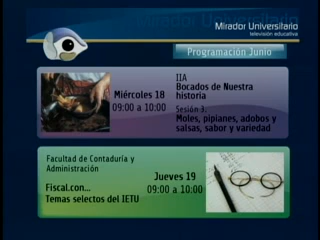 Mirador Universitario
Mirador Universitario
televisión educativa
Programación Junio
Miércoles 18
09:00 a 10:00
IIA
Bocados de Nuestra
historia
Sesión 3.
Moles, pipianes, adobos y
salsas, sabor y variedad
Facultad de Contaduría y
Administración
Fiscal.con...
Temas selectos del IETU
Jueves 19
09:00 a 10:00